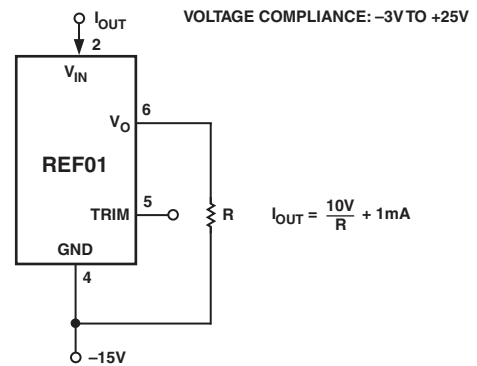 I_OUT
VOLTAGE COMPLIANCE: –3V TO +25V
2
V_IN
6
V_O
REF01
5
TRIM
R
I_OUT = 10V/R + 1mA
GND
4
–15V